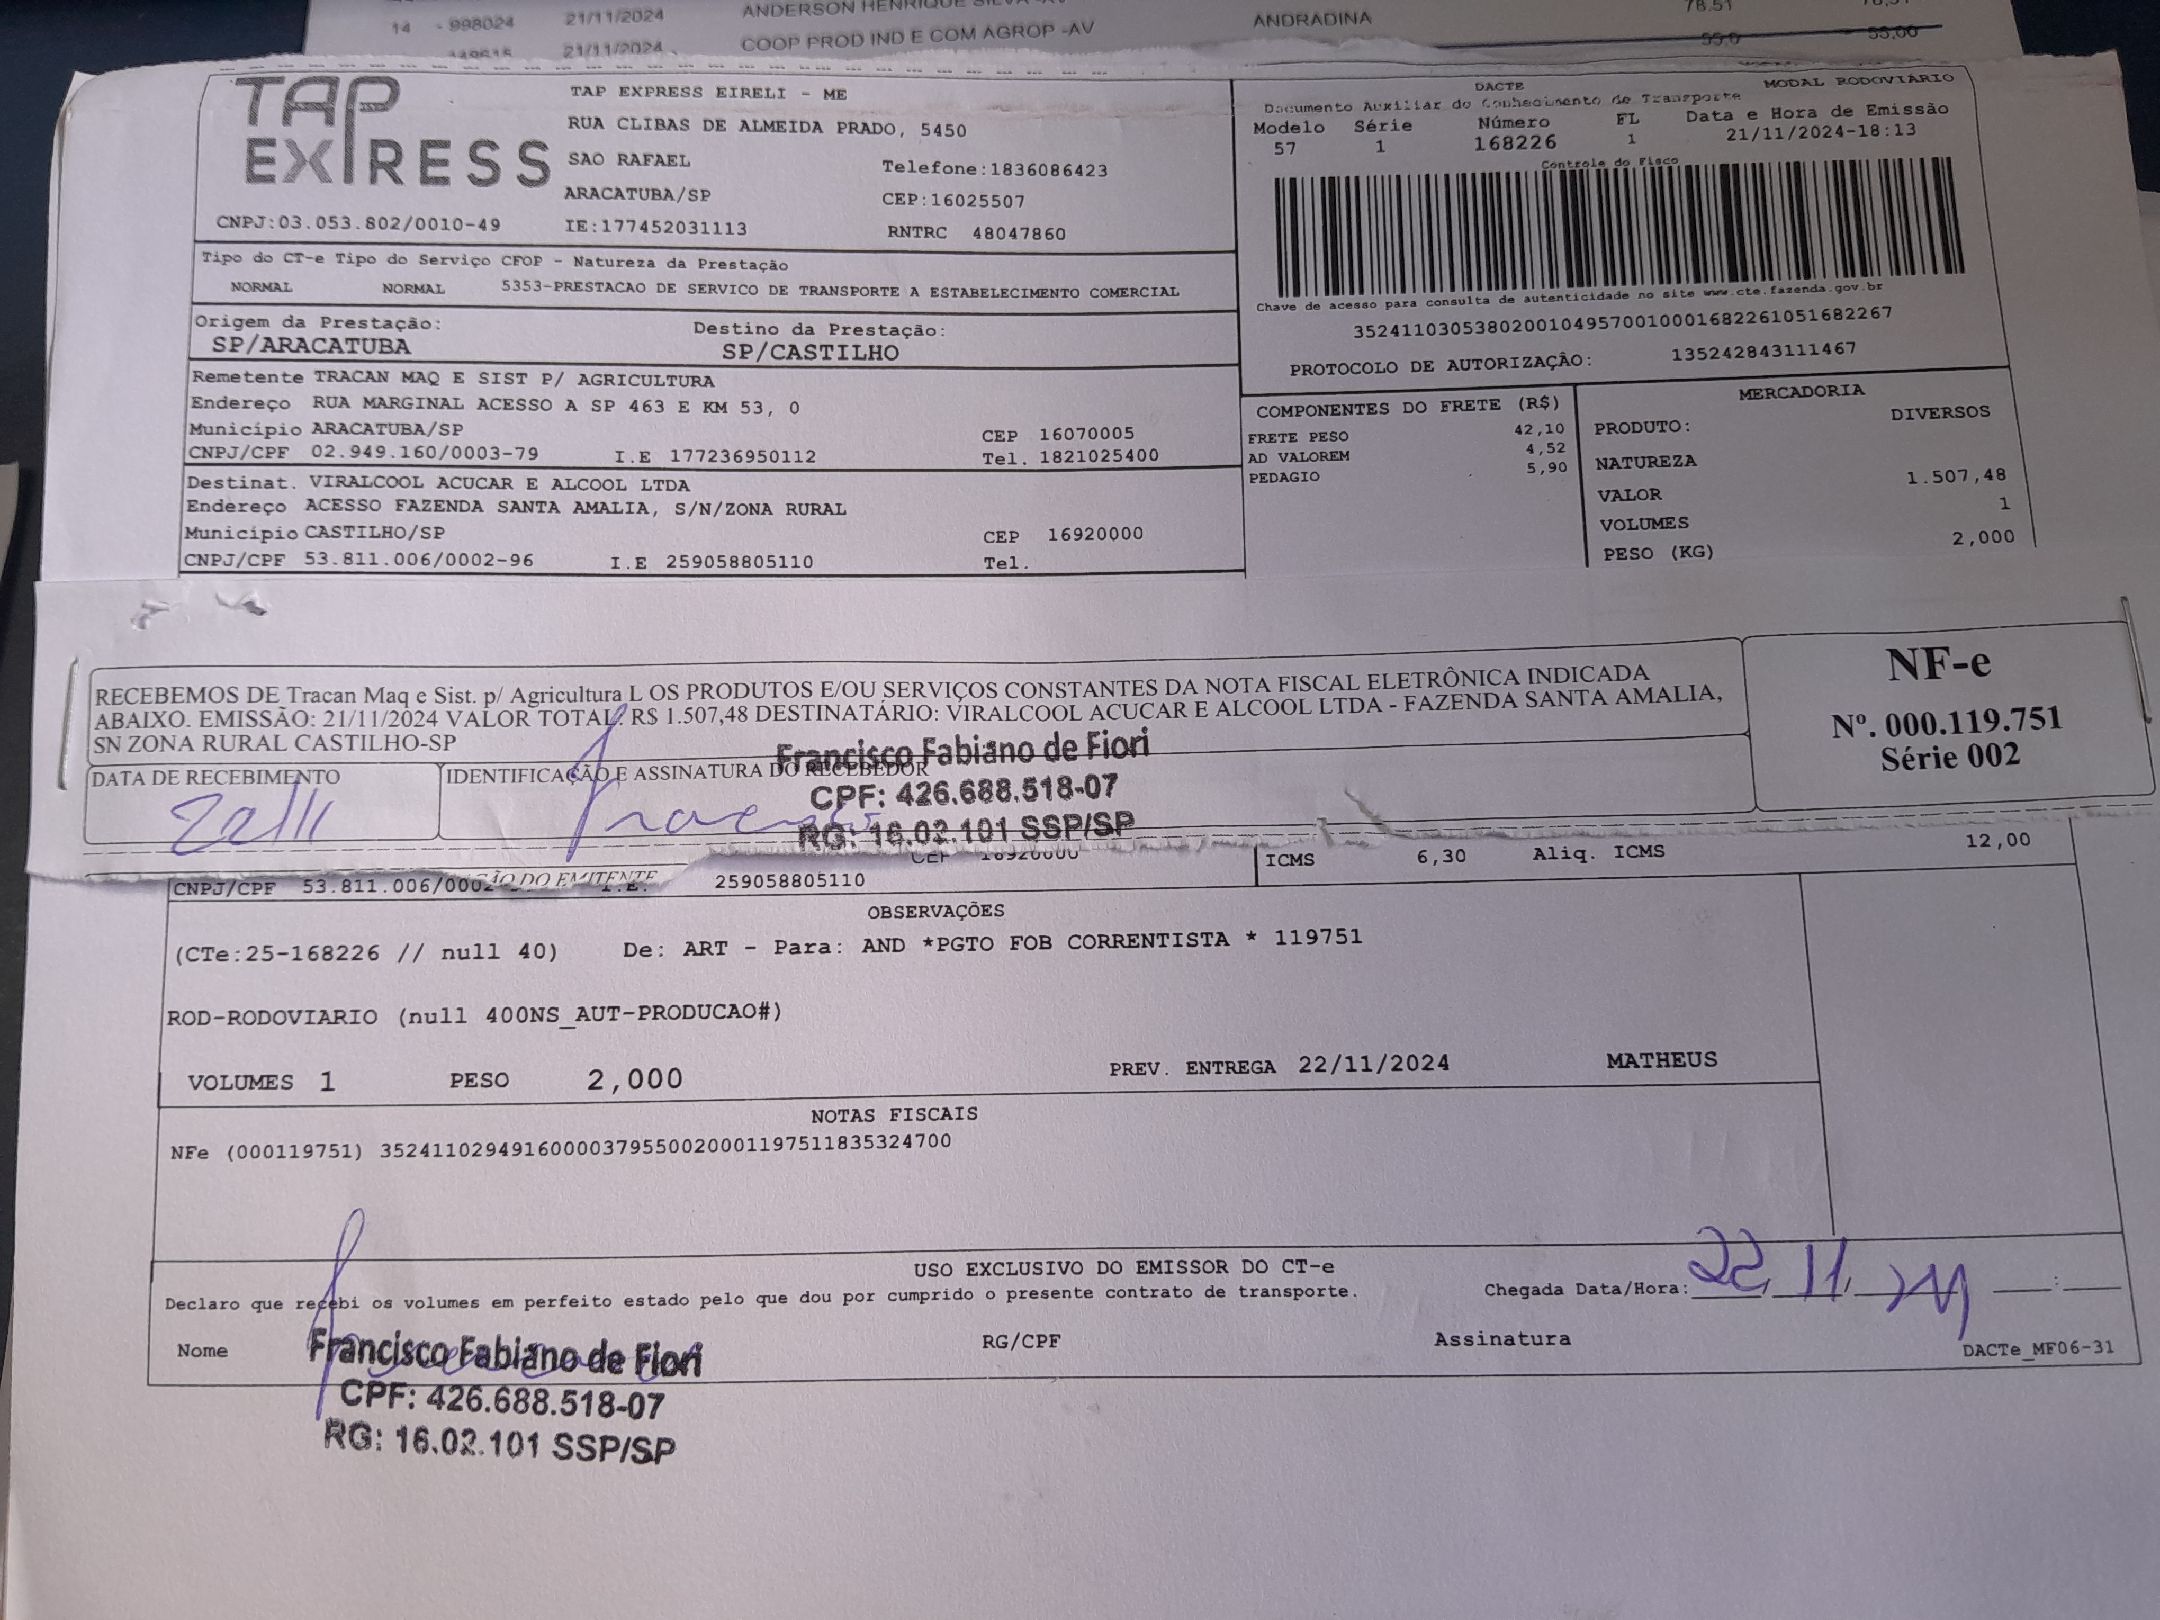 14 - 998024 21/11/2024 ANDERSON HENRIQUE SILVA -AV 78.51
21/11/2024 COOP PROD IND E COM AGROP -AV ANDRADINA 55.00
TAP EXPRESS
TAP EXPRESS EIRELI - ME
RUA CLIBAS DE ALMEIDA PRADO, 5450
SAO RAFAEL Telefone:1836086423
ARACATUBA/SP CEP:16025507
CNPJ:03.053.802/0010-49 IE:177452031113 RNTRC 48047860
DACTE MODAL RODOVIARIO
Documento Auxiliar do Conhecimento de Transporte
Modelo Série Número FL Data e Hora de Emissão
57 1 168226 1 21/11/2024-18:13
Controle do Fisco
Chave de acesso para consulta de autenticidade no site www.cte.fazenda.gov.br
35241103053802001049570010001682261051682267
PROTOCOLO DE AUTORIZAÇÃO: 135242843111467
Tipo do CT-e Tipo do Serviço CFOP - Natureza da Prestação
NORMAL NORMAL 5353-PRESTACAO DE SERVICO DE TRANSPORTE A ESTABELECIMENTO COMERCIAL
Origem da Prestação: Destino da Prestação:
SP/ARACATUBA SP/CASTILHO
Remetente TRACAN MAQ E SIST P/ AGRICULTURA
Endereço RUA MARGINAL ACESSO A SP 463 E KM 53, 0
Município ARACATUBA/SP CEP 16070005
CNPJ/CPF 02.949.160/0003-79 I.E 177236950112 Tel. 1821025400
Destinat. VIRALCOOL ACUCAR E ALCOOL LTDA
Endereço ACESSO FAZENDA SANTA AMALIA, S/N/ZONA RURAL
Município CASTILHO/SP CEP 16920000
CNPJ/CPF 53.811.006/0002-96 I.E 259058805110 Tel.
COMPONENTES DO FRETE (R$)
FRETE PESO 42,10
AD VALOREM 4,52
PEDAGIO 5,90
MERCADORIA
PRODUTO: DIVERSOS
NATUREZA
VALOR 1.507,48
VOLUMES 1
PESO (KG) 2,000
RECEBEMOS DE Tracan Maq e Sist. p/ Agricultura L OS PRODUTOS E/OU SERVIÇOS CONSTANTES DA NOTA FISCAL ELETRÔNICA INDICADA
ABAIXO. EMISSÃO: 21/11/2024 VALOR TOTAL: R$ 1.507,48 DESTINATÁRIO: VIRALCOOL ACUCAR E ALCOOL LTDA - FAZENDA SANTA AMALIA,
SN ZONA RURAL CASTILHO-SP
NF-e
Nº. 000.119.751
Série 002
DATA DE RECEBIMENTO IDENTIFICAÇÃO E ASSINATURA DO RECEBEDOR
22/11
Francisco Fabiano de Fiori
CPF: 426.688.518-07
RG: 16.02.101 SSP/SP
CEP 16920000 ICMS 6,30 Aliq. ICMS 12,00
ÇÃO DO EMITENTE
CNPJ/CPF 53.811.006/0002 I.E. 259058805110
OBSERVAÇÕES
(CTe:25-168226 // null 40) De: ART - Para: AND *PGTO FOB CORRENTISTA * 119751
ROD-RODOVIARIO (null 400NS_AUT-PRODUCAO#)
VOLUMES 1 PESO 2,000 PREV. ENTREGA 22/11/2024 MATHEUS
NOTAS FISCAIS
NFe (000119751) 35241102949160000379550020001197511835324700
USO EXCLUSIVO DO EMISSOR DO CT-e
Declaro que recebi os volumes em perfeito estado pelo que dou por cumprido o presente contrato de transporte. Chegada Data/Hora: 22, 11, 24 :
Nome RG/CPF Assinatura DACTe_MF06-31
Francisco Fabiano de Fiori
CPF: 426.688.518-07
RG: 16.02.101 SSP/SP